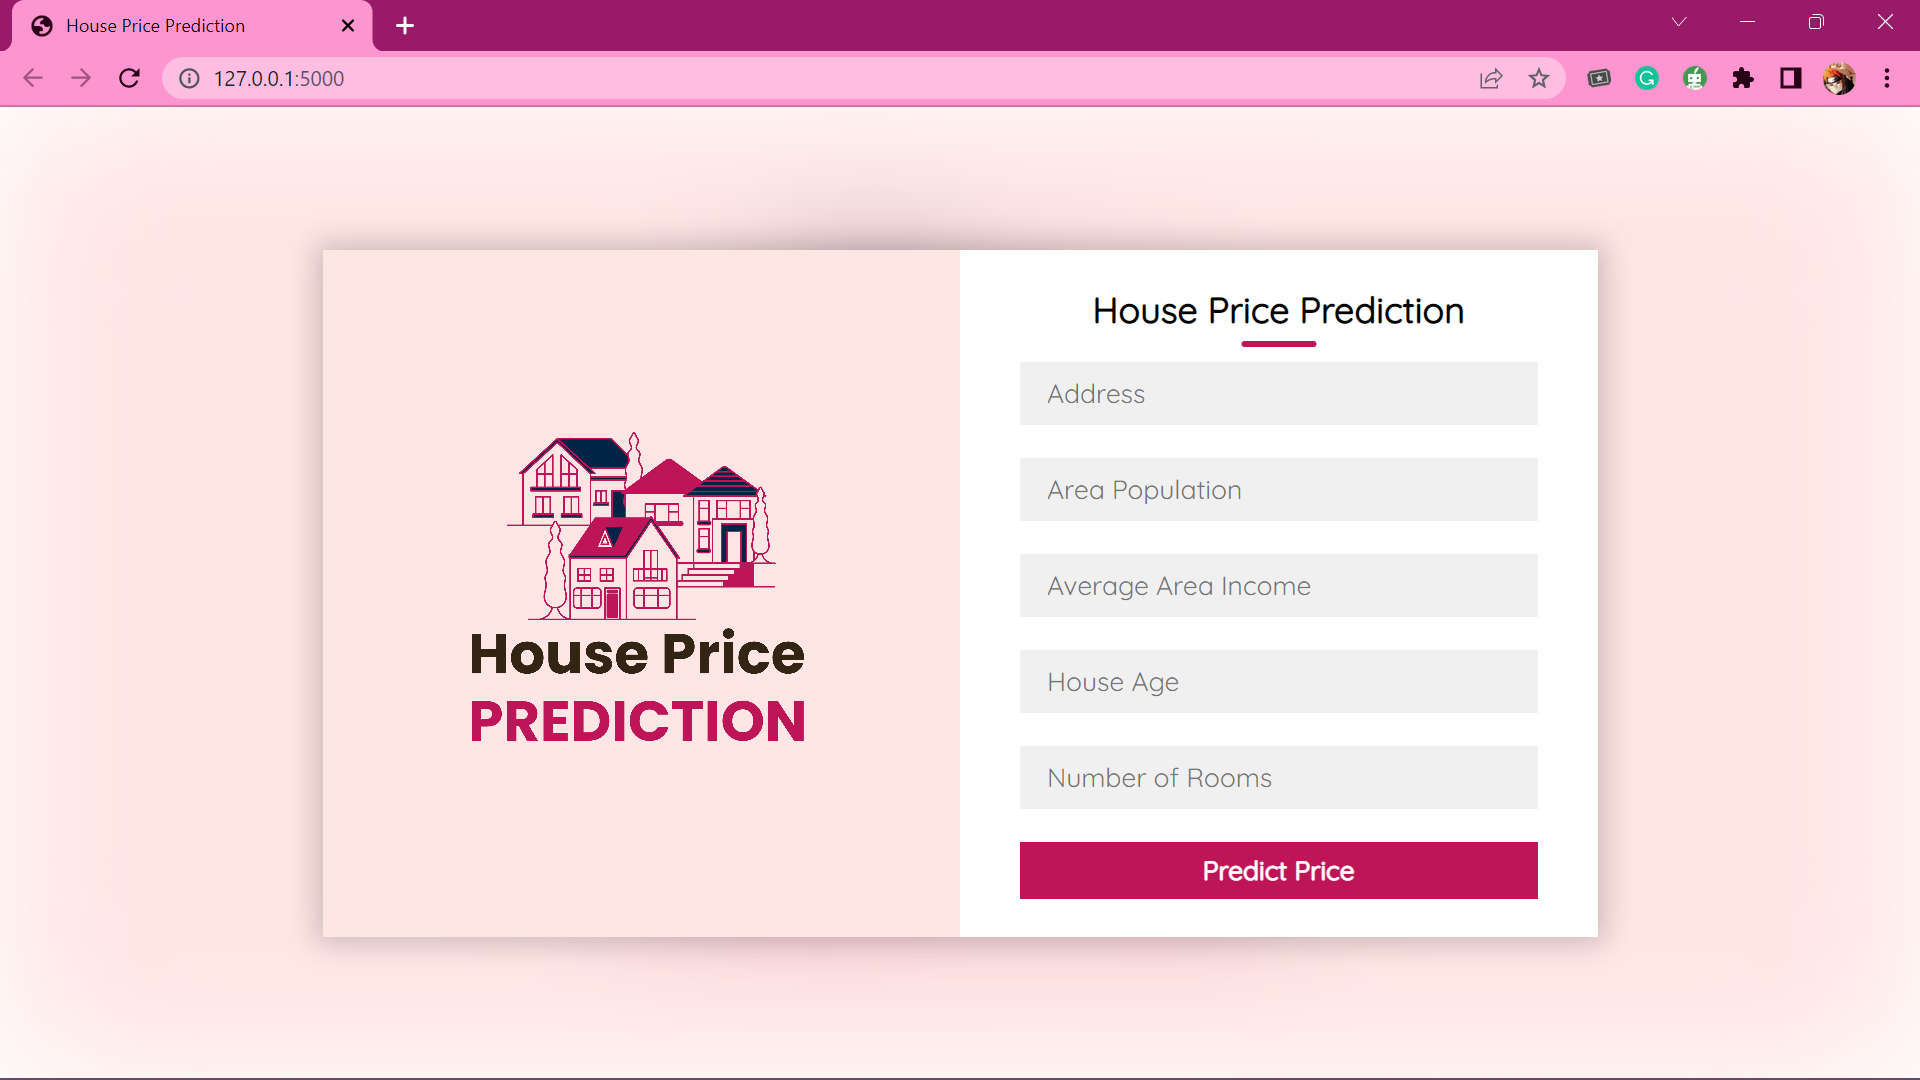 House Price Prediction
127.0.0.1:5000
House Price
PREDICTION
House Price Prediction
Address
Area Population
Average Area Income
House Age
Number of Rooms
Predict Price